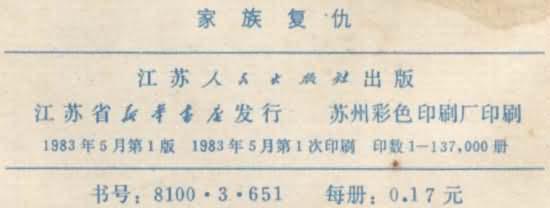 家族复仇
江苏人民出版社出版
江苏省新华书店发行 苏州彩色印刷厂印刷
1983年5月第1版 1983年5月第1次印刷 印数1—137,000册
书号：8100·3·651 每册：0.17元